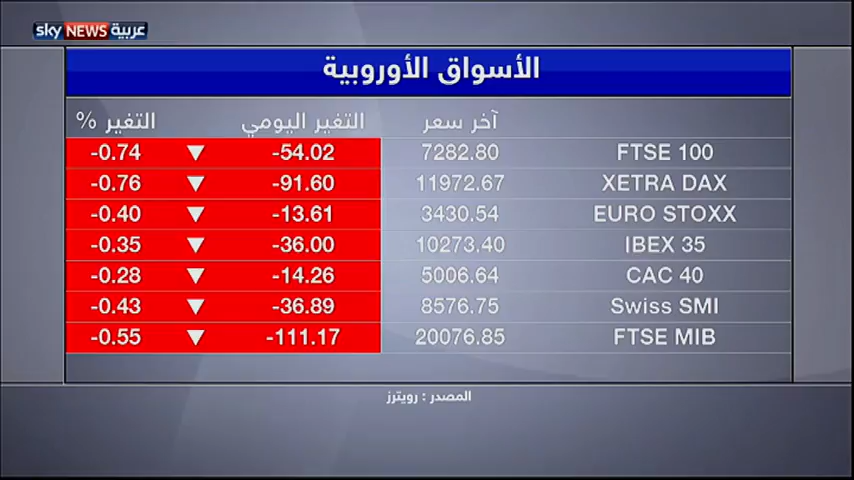 sky NEWS عربية
الأسواق الأوروبية
آخر سعر التغير اليومي التغير %
FTSE 100 7282.80 -54.02 ▼ -0.74
XETRA DAX 11972.67 -91.60 ▼ -0.76
EURO STOXX 3430.54 -13.61 ▼ -0.40
IBEX 35 10273.40 -36.00 ▼ -0.35
CAC 40 5006.64 -14.26 ▼ -0.28
Swiss SMI 8576.75 -36.89 ▼ -0.43
FTSE MIB 20076.85 -111.17 ▼ -0.55
المصدر : رويترز